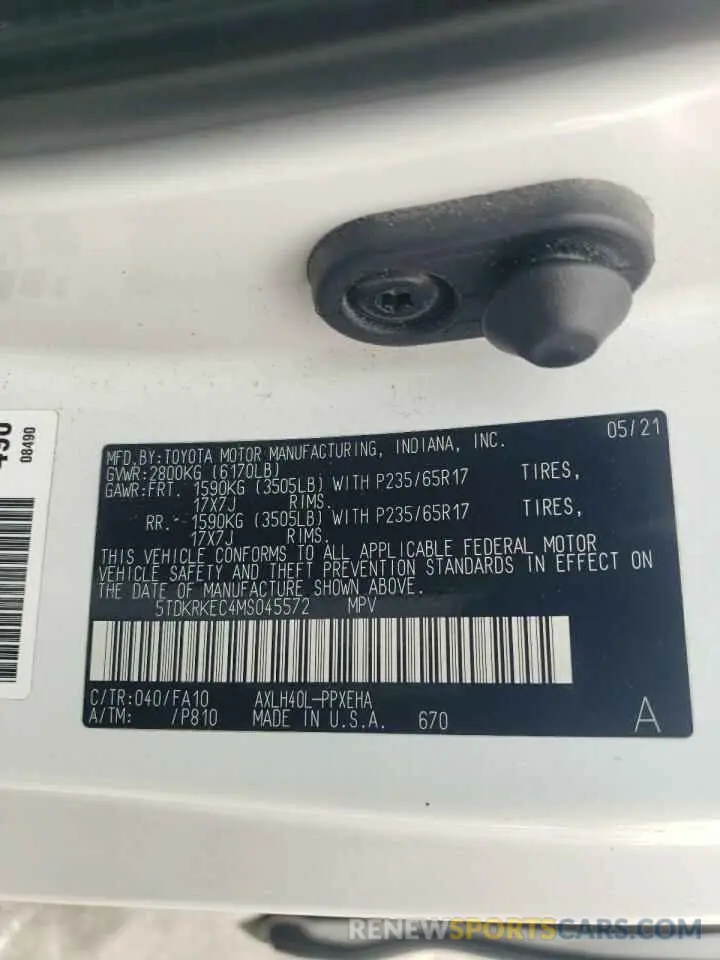 08490
MFD.BY:TOYOTA MOTOR MANUFACTURING, INDIANA, INC. 05/21
GVWR:2800KG (6170LB)
GAWR:FRT. 1590KG (3505LB) WITH P235/65R17 TIRES,
17X7J RIMS.
RR. 1590KG (3505LB) WITH P235/65R17 TIRES,
17X7J RIMS.
THIS VEHICLE CONFORMS TO ALL APPLICABLE FEDERAL MOTOR
VEHICLE SAFETY AND THEFT PREVENTION STANDARDS IN EFFECT ON
THE DATE OF MANUFACTURE SHOWN ABOVE.
5TDKRKEC4MS045572 MPV
C/TR:040/FA10 AXLH40L-PPXEHA
A/TM: /P810 MADE IN U.S.A. 670 A
RENEWSPORTSCARS.COM